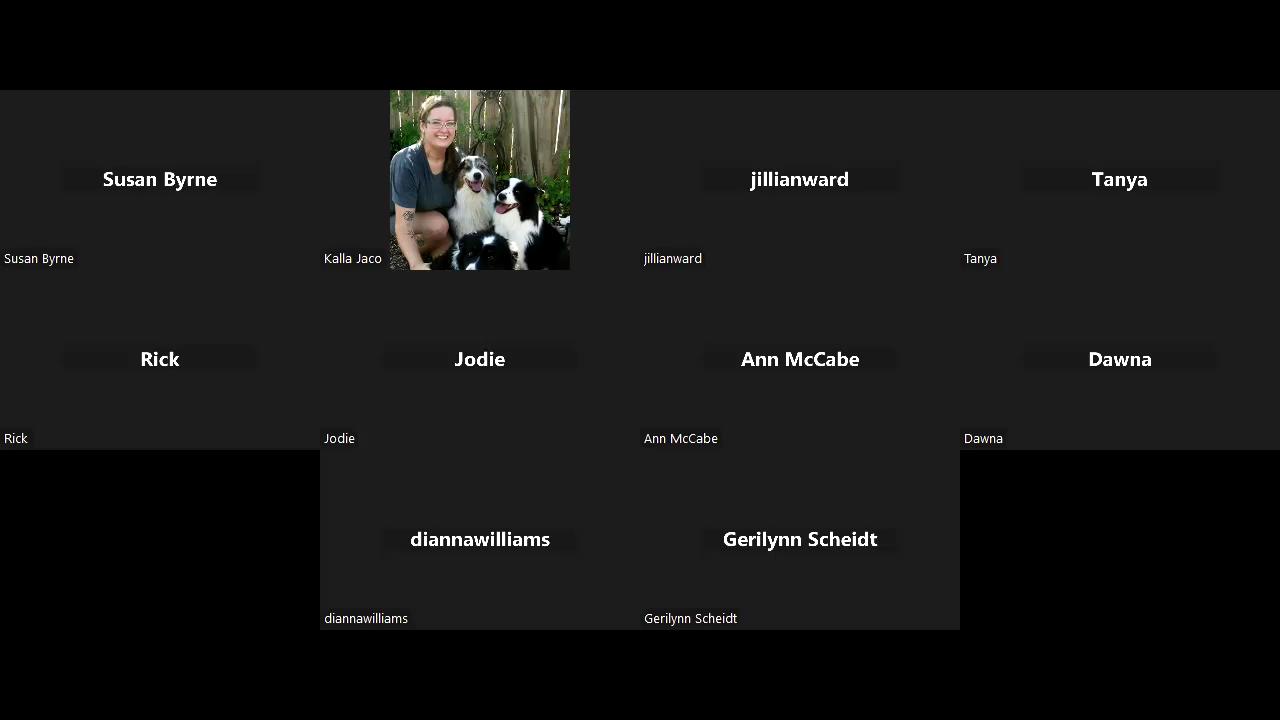 Susan Byrne
jillianward
Tanya
Susan Byrne
Kalla Jaco
jillianward
Tanya
Rick
Jodie
Ann McCabe
Dawna
Rick
Jodie
Ann McCabe
Dawna
diannawilliams
Gerilynn Scheidt
diannawilliams
Gerilynn Scheidt